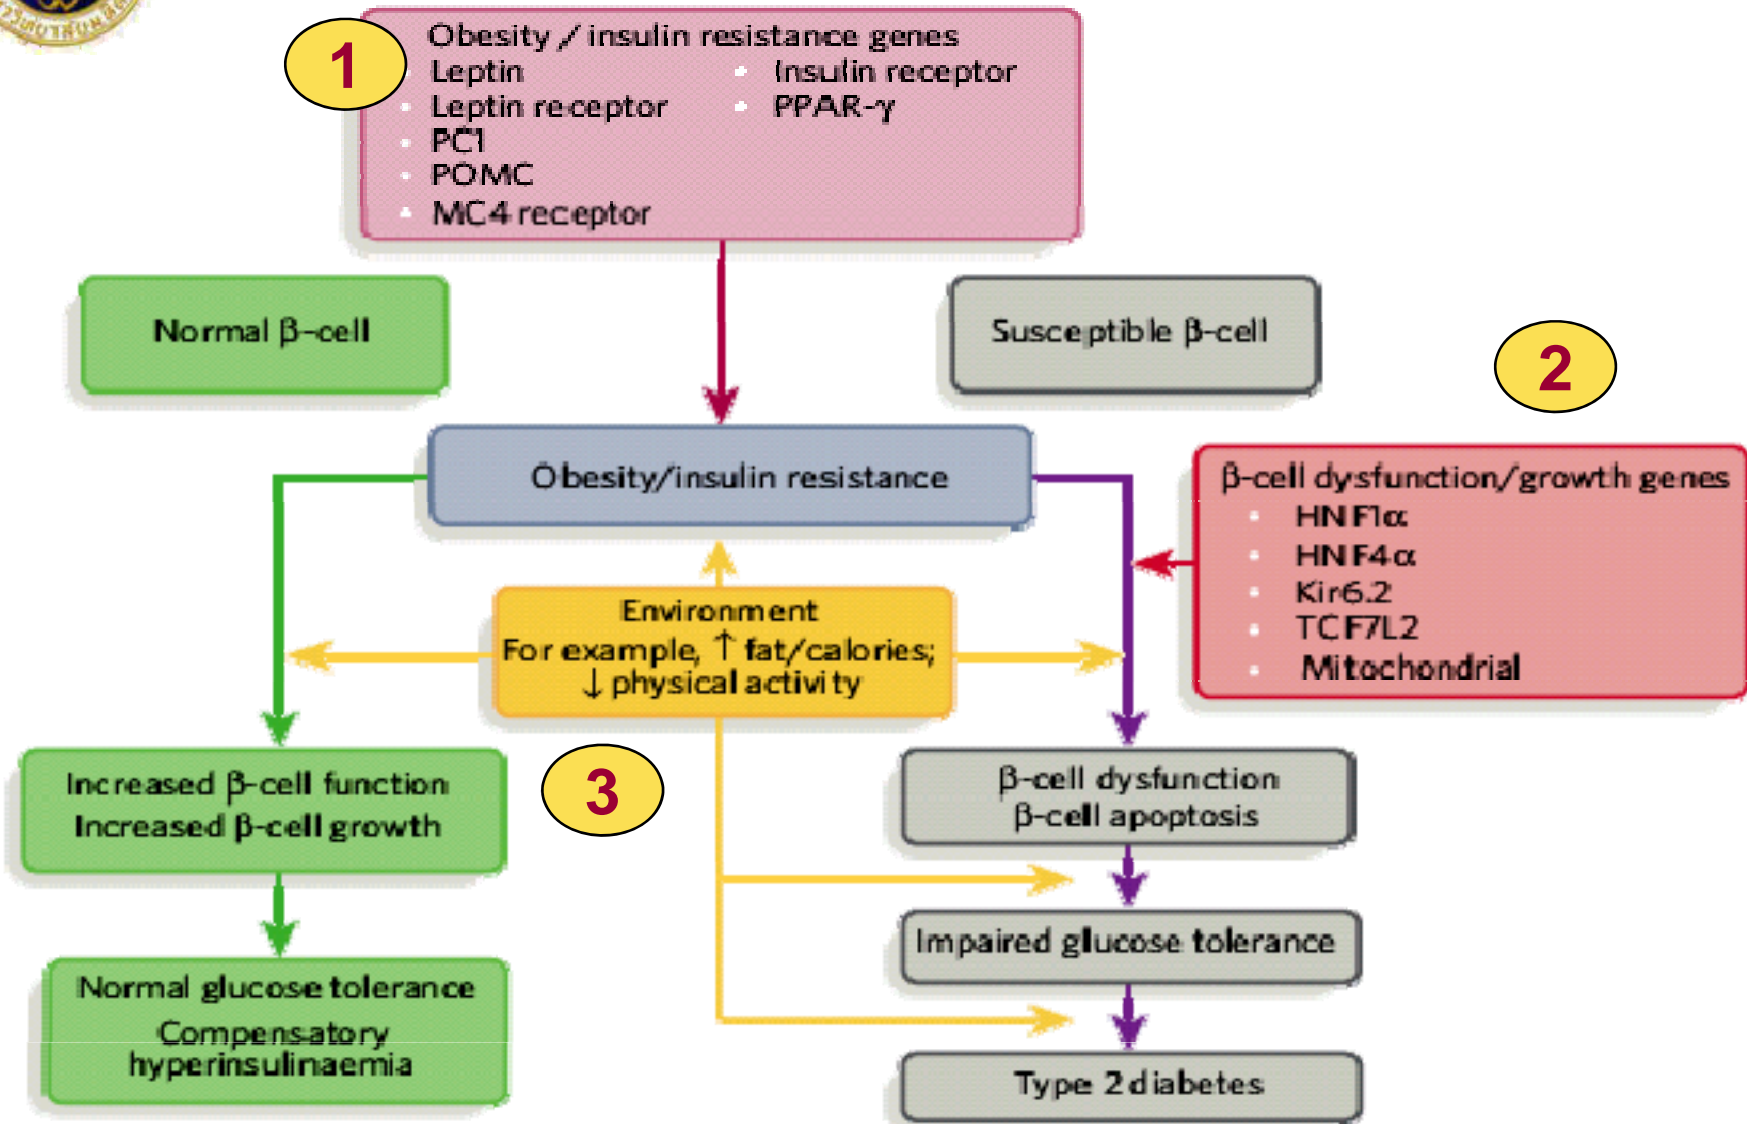 1
Obesity / insulin resistance genes
Leptin
Leptin receptor
PC1
POMC
MC4 receptor
Insulin receptor
PPAR-γ
Normal β-cell
Susceptible β-cell
2
Obesity/insulin resistance
β-cell dysfunction/growth genes
HNF1α
HNF4α
Kir6.2
TCF7L2
Mitochondrial
Environment
For example, ↑ fat/calories;
↓ physical activity
3
Increased β-cell function
Increased β-cell growth
β-cell dysfunction
β-cell apoptosis
Impaired glucose tolerance
Normal glucose tolerance
Compensatory
hyperinsulinaemia
Type 2 diabetes